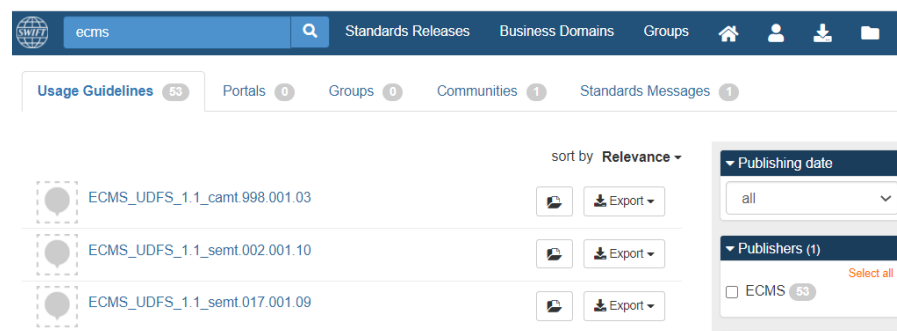 SWIFT ecms Standards Releases Business Domains Groups
Usage Guidelines 53 Portals 0 Groups 0 Communities 1 Standards Messages 1
sort by Relevance
Publishing date
all
ECMS_UDFS_1.1_camt.998.001.03 Export
ECMS_UDFS_1.1_semt.002.001.10 Export
Publishers (1)
Select all
ECMS 53
ECMS_UDFS_1.1_semt.017.001.09 Export